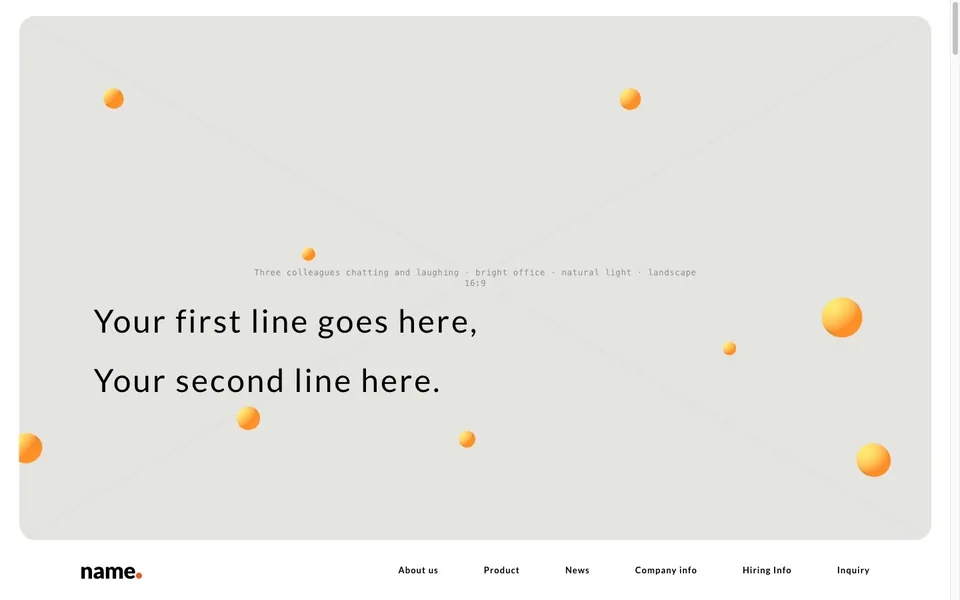 Three colleagues chatting and laughing · bright office · natural light · landscape
16:9
Your first line goes here,
Your second line here.
name.
About us
Product
News
Company info
Hiring Info
Inquiry